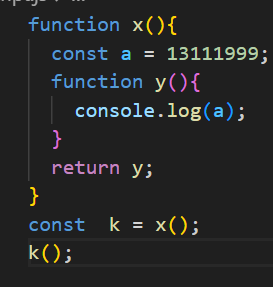 function x(){
  const a = 13111999;
  function y(){
    console.log(a);
  }
  return y;
}
const  k = x();
k();